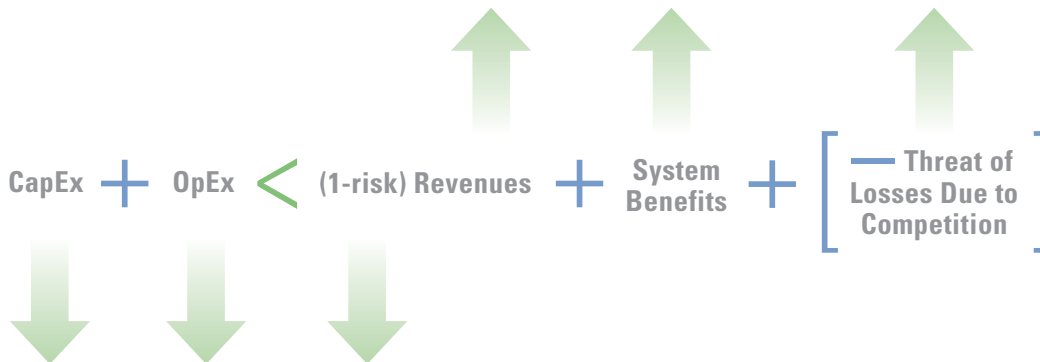 CapEx + OpEx < (1-risk) Revenues + System Benefits + [ — Threat of Losses Due to Competition ]